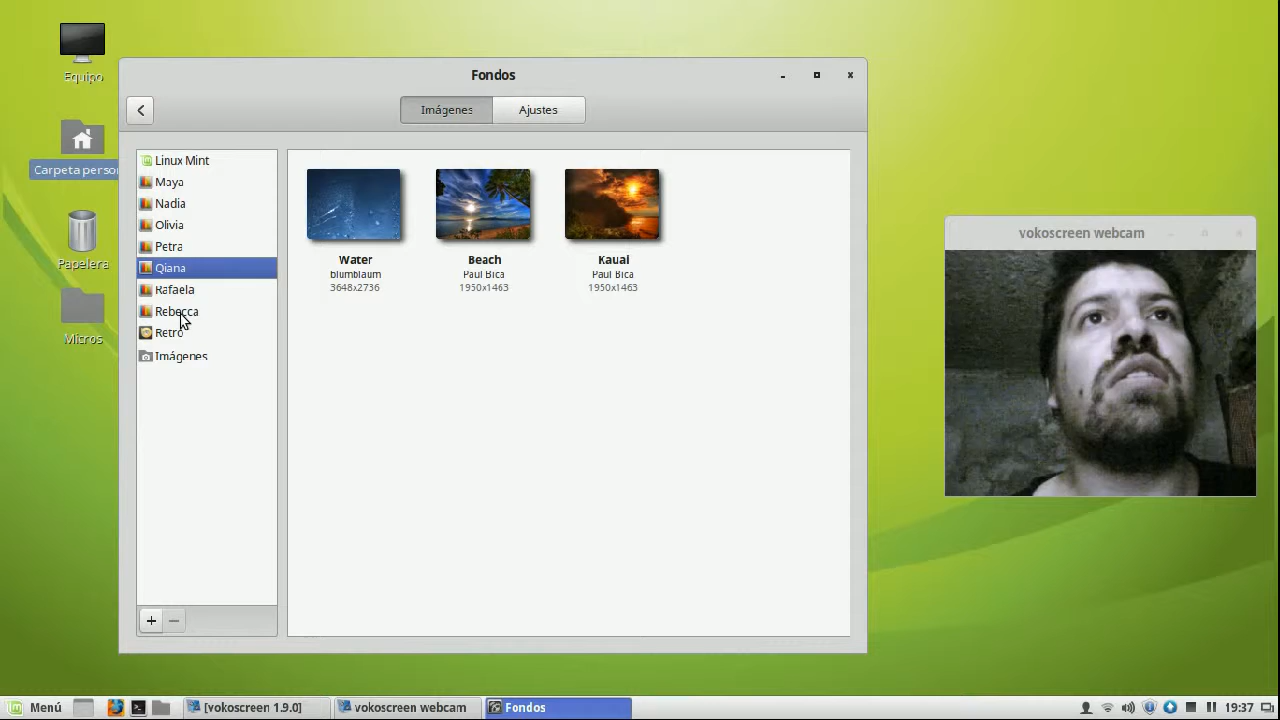 Equipo
Carpeta perso
Papelera
Micros
Fondos
Imágenes
Ajustes
Linux Mint
Maya
Nadia
Olivia
Petra
Qiana
Rafaela
Rebecca
Retro
Imágenes
Water
blumblaum
3648x2736
Beach
Paul Bica
1950x1463
Kauai
Paul Bica
1950x1463
vokoscreen webcam
Menú
[vokoscreen 1.9.0]
vokoscreen webcam
Fondos
19:37